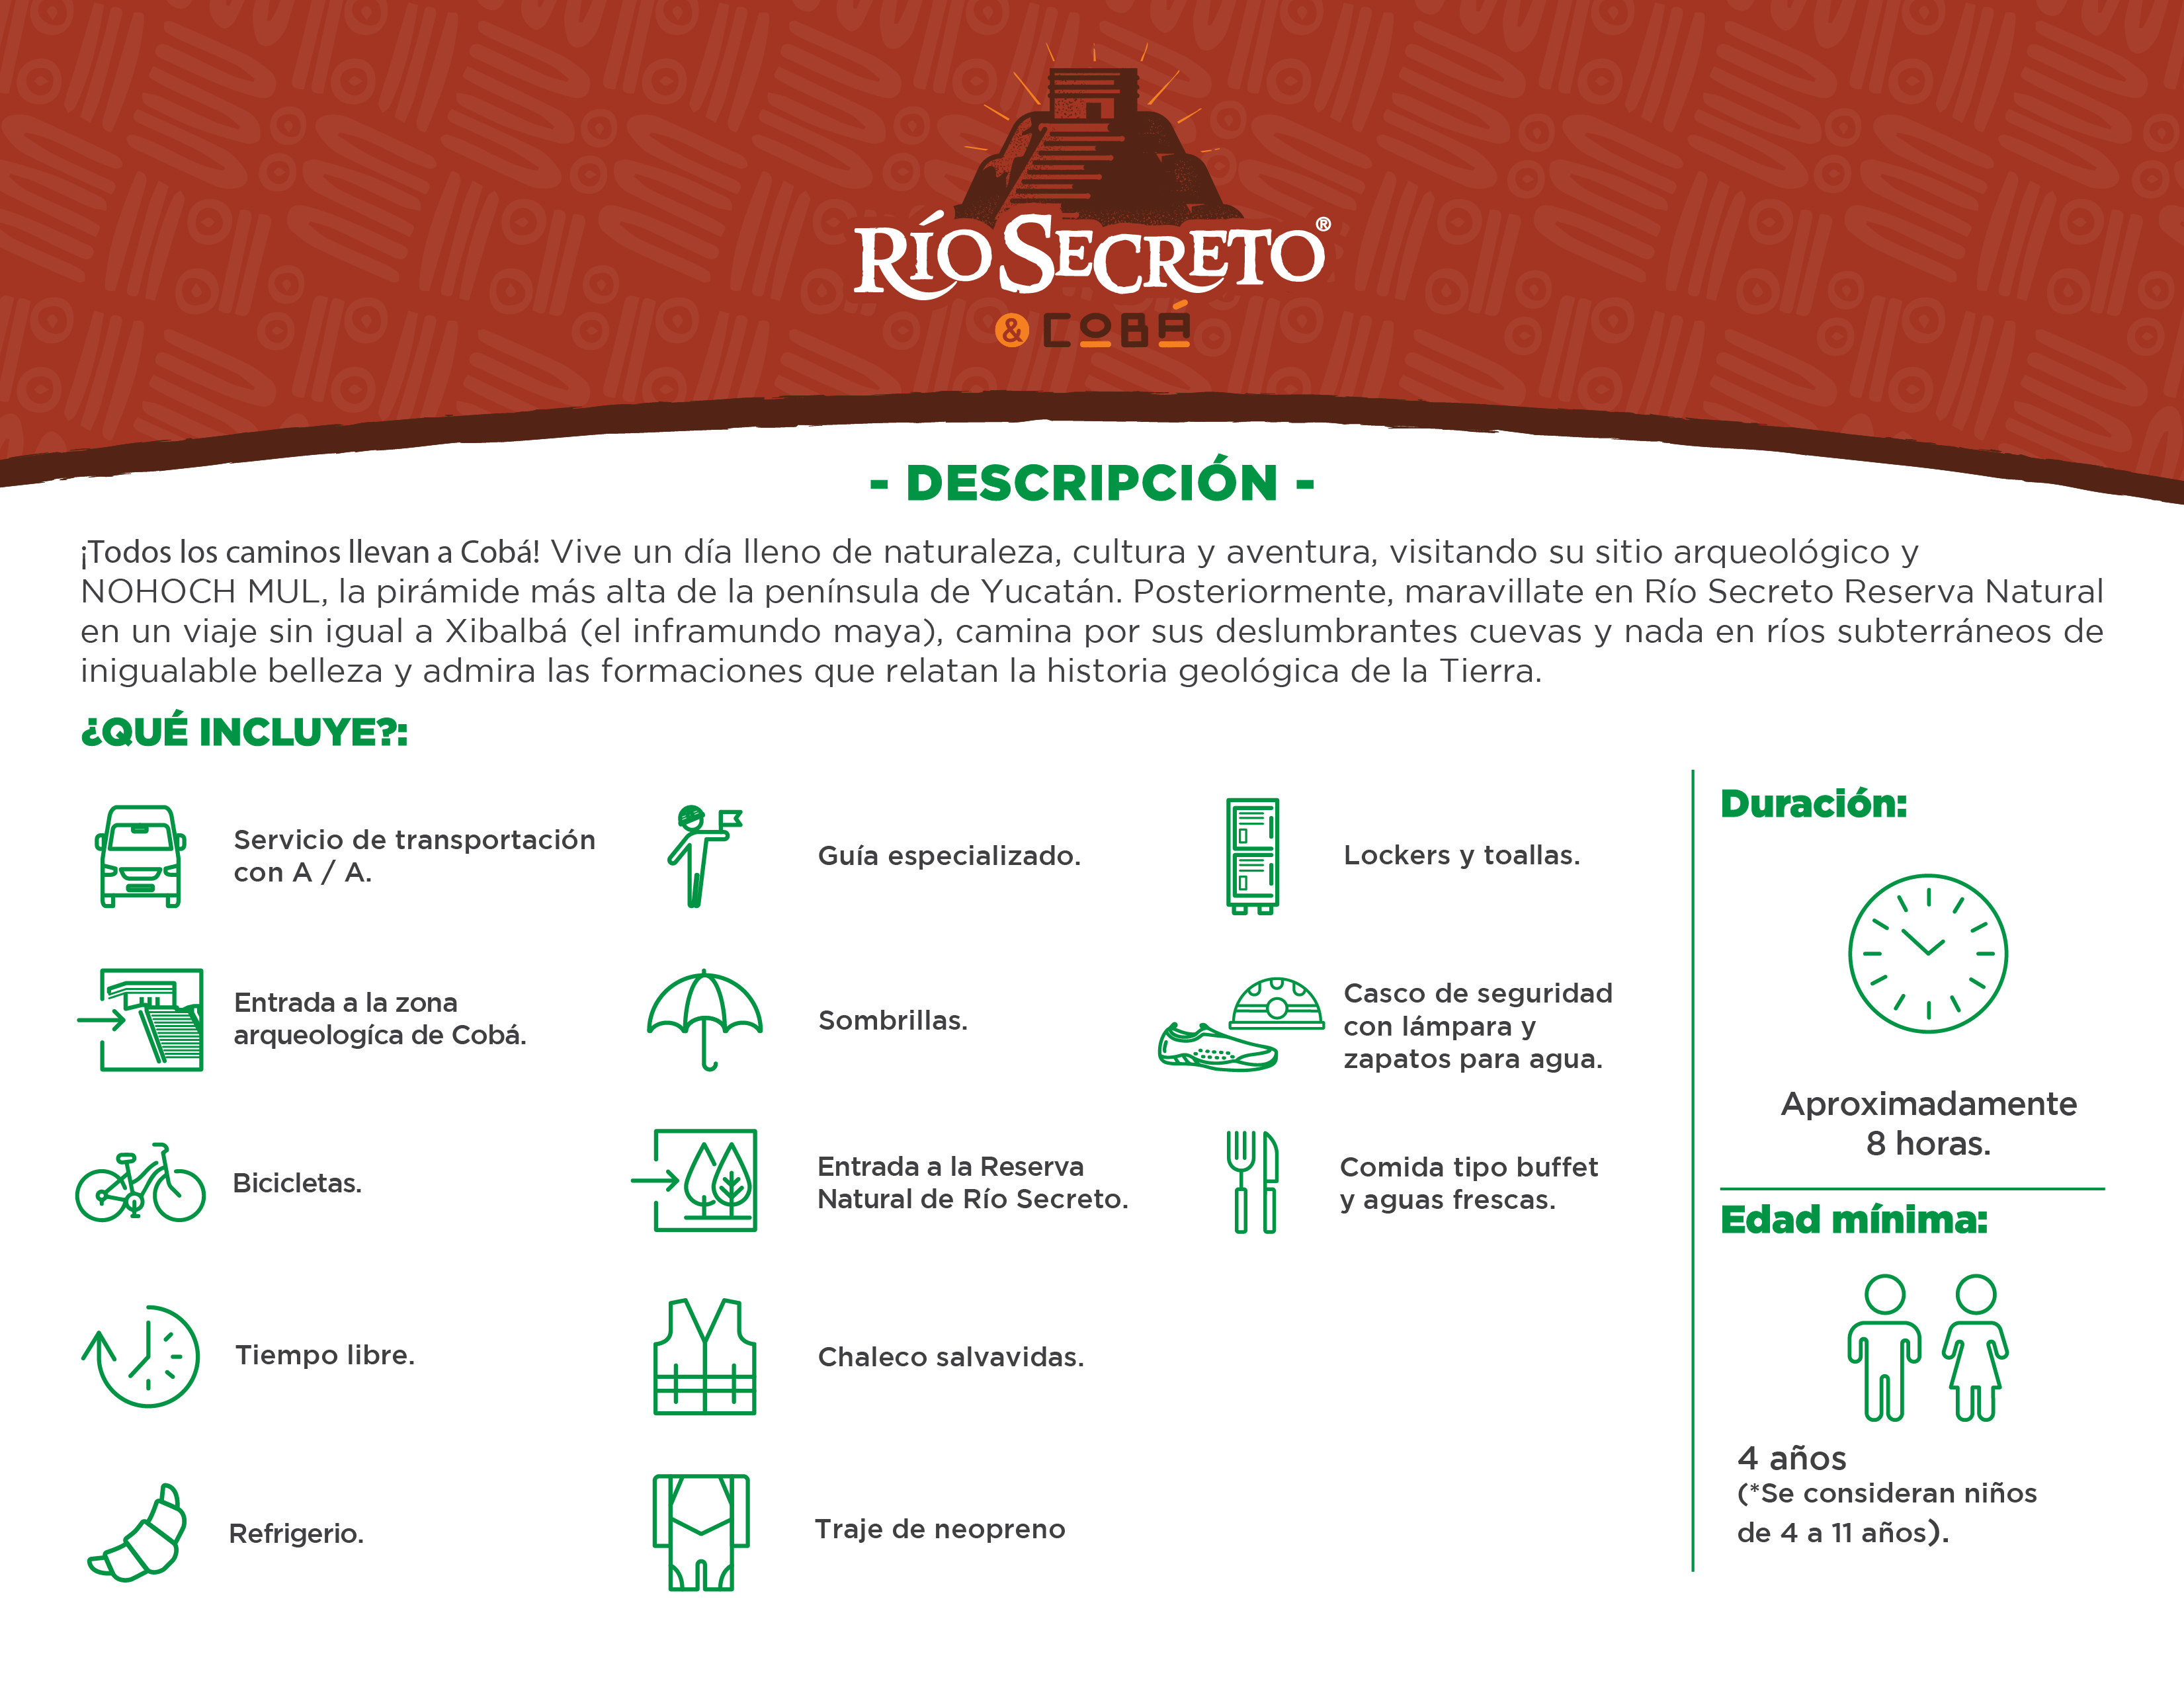 RÍO SECRETO®
& COBÁ
- DESCRIPCIÓN -
¡Todos los caminos llevan a Cobá! Vive un día lleno de naturaleza, cultura y aventura, visitando su sitio arqueológico y
NOHOCH MUL, la pirámide más alta de la península de Yucatán. Posteriormente, maravillate en Río Secreto Reserva Natural
en un viaje sin igual a Xibalbá (el inframundo maya), camina por sus deslumbrantes cuevas y nada en ríos subterráneos de
inigualable belleza y admira las formaciones que relatan la historia geológica de la Tierra.
¿QUÉ INCLUYE?:
Servicio de transportación
con A / A.
Entrada a la zona
arqueologíca de Cobá.
Bicicletas.
Tiempo libre.
Refrigerio.
Guía especializado.
Sombrillas.
Entrada a la Reserva
Natural de Río Secreto.
Chaleco salvavidas.
Traje de neopreno
Lockers y toallas.
Casco de seguridad
con lámpara y
zapatos para agua.
Comida tipo buffet
y aguas frescas.
Duración:
Aproximadamente
8 horas.
Edad mínima:
4 años
(*Se consideran niños
de 4 a 11 años).